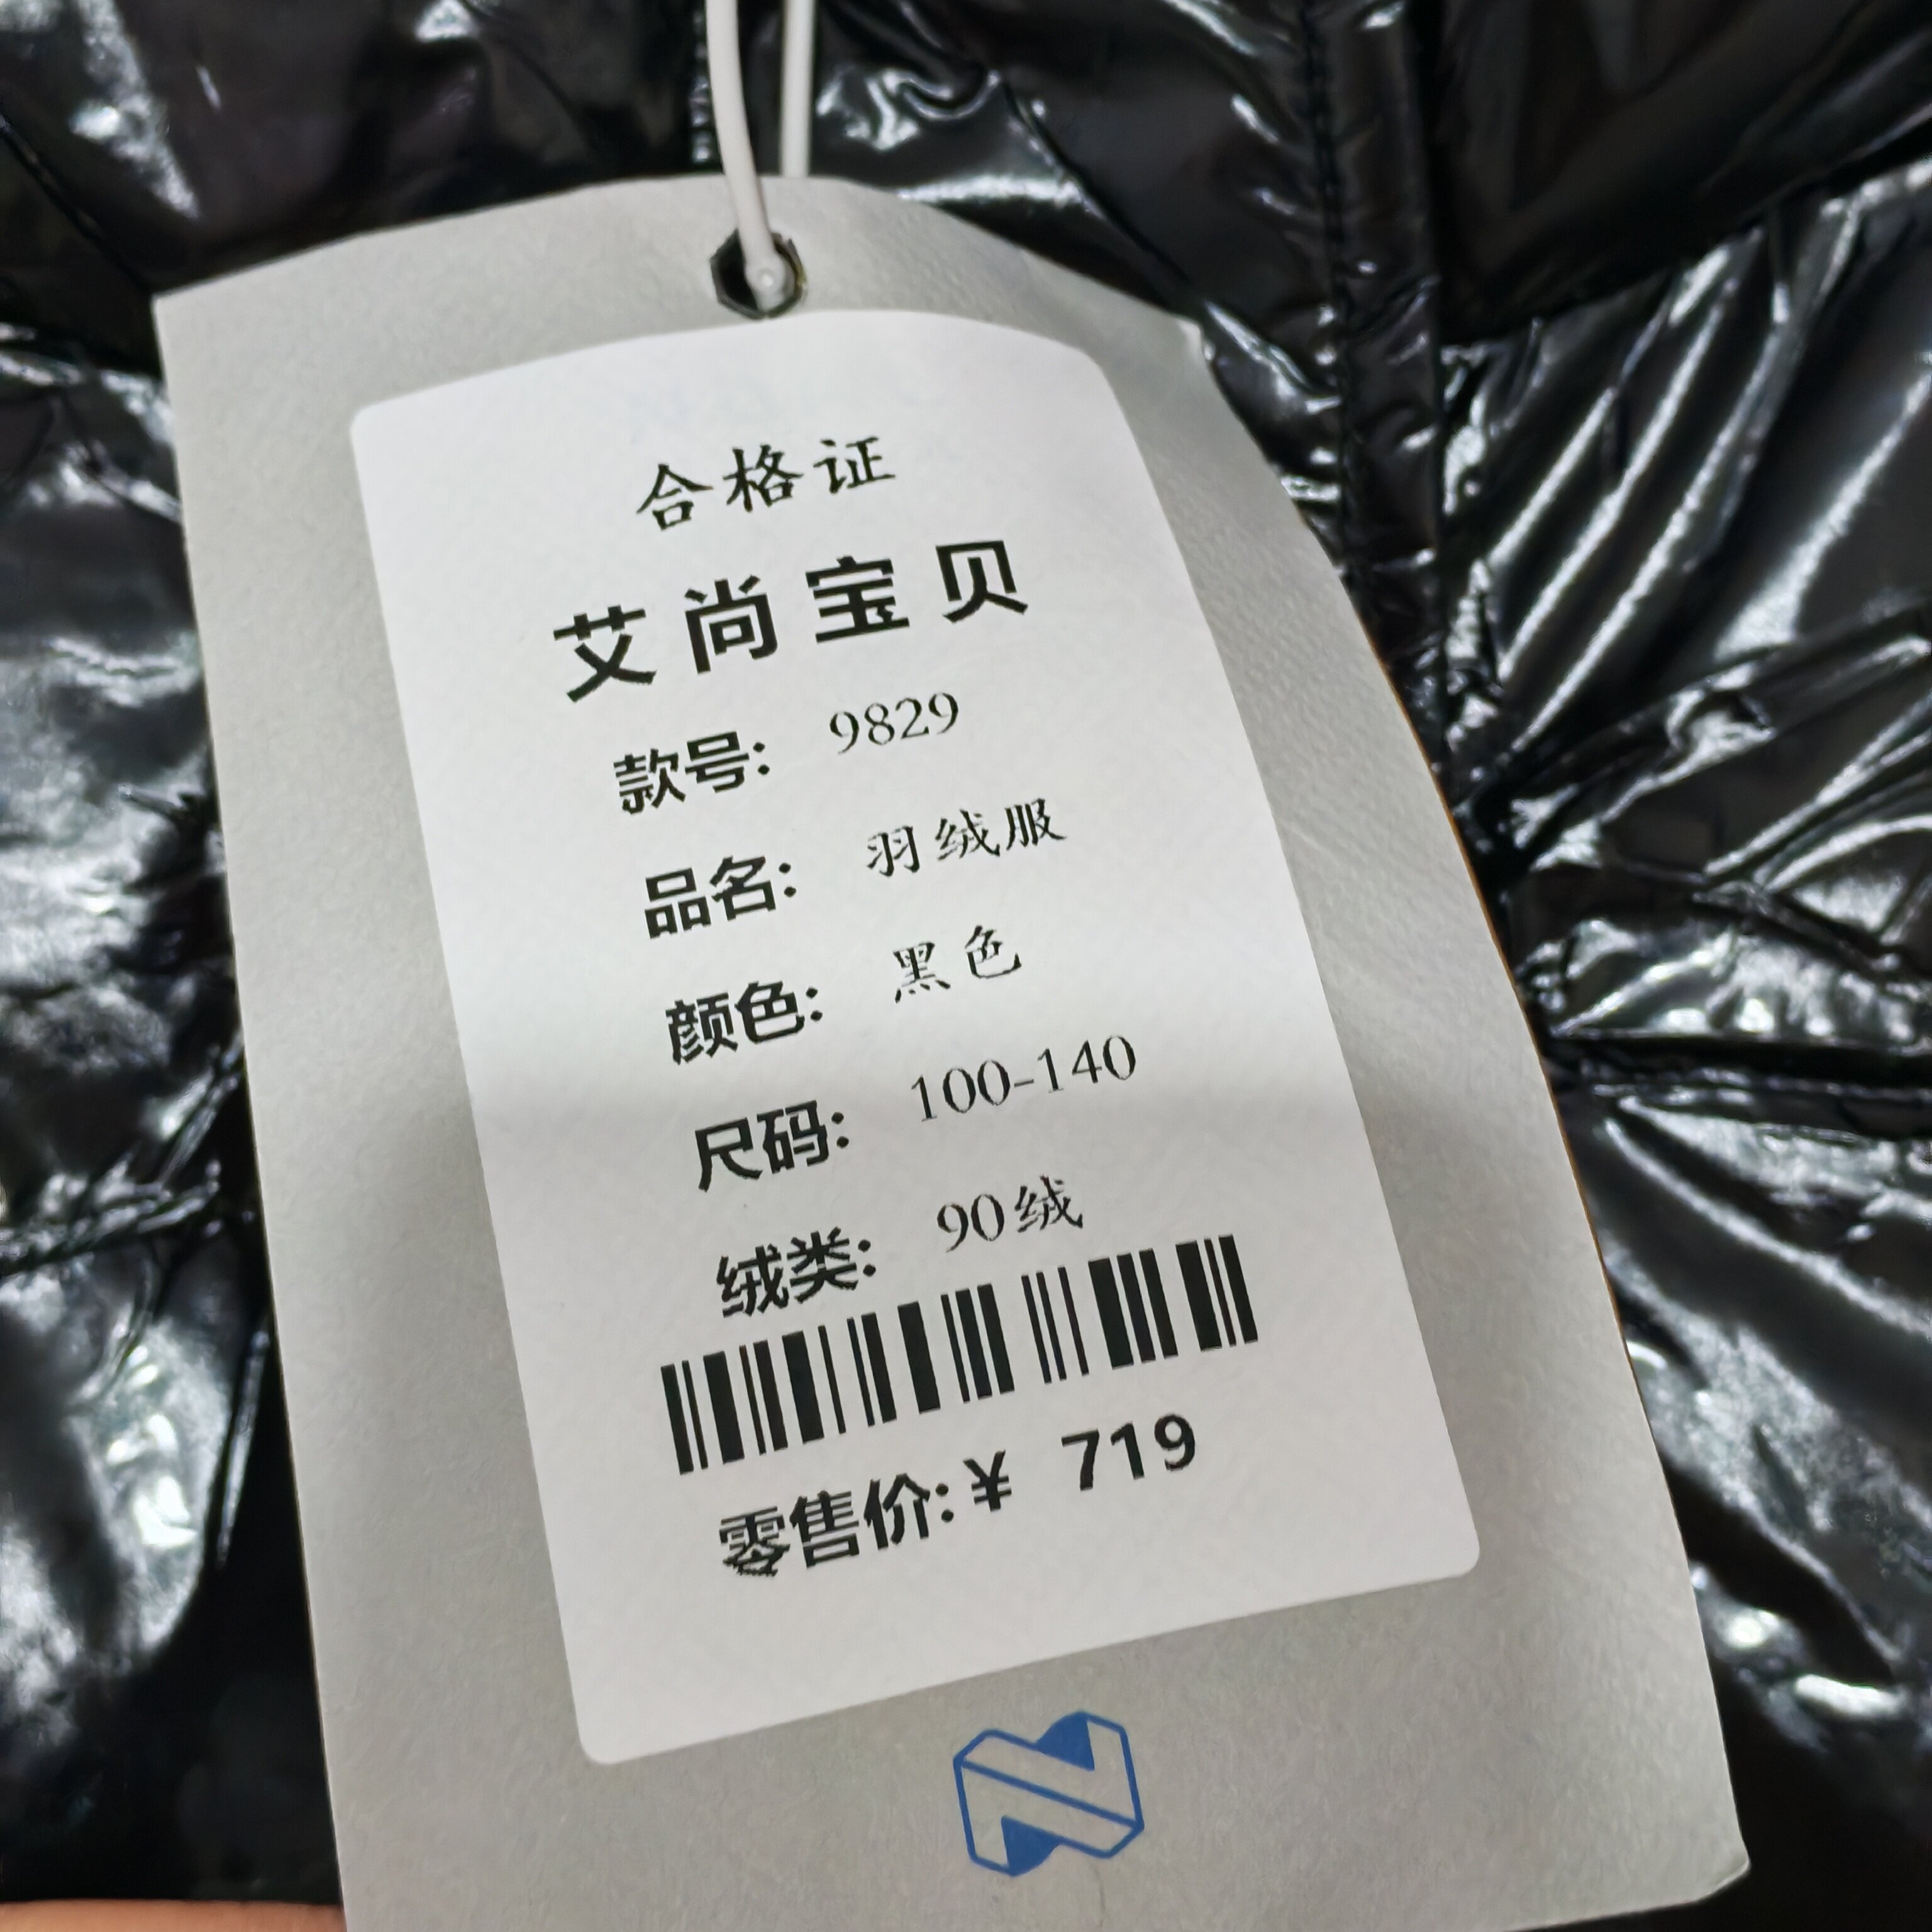 合格证
艾尚宝贝
款号: 9829
品名: 羽绒服
颜色: 黑色
尺码: 100-140
绒类: 90绒
零售价:¥ 719